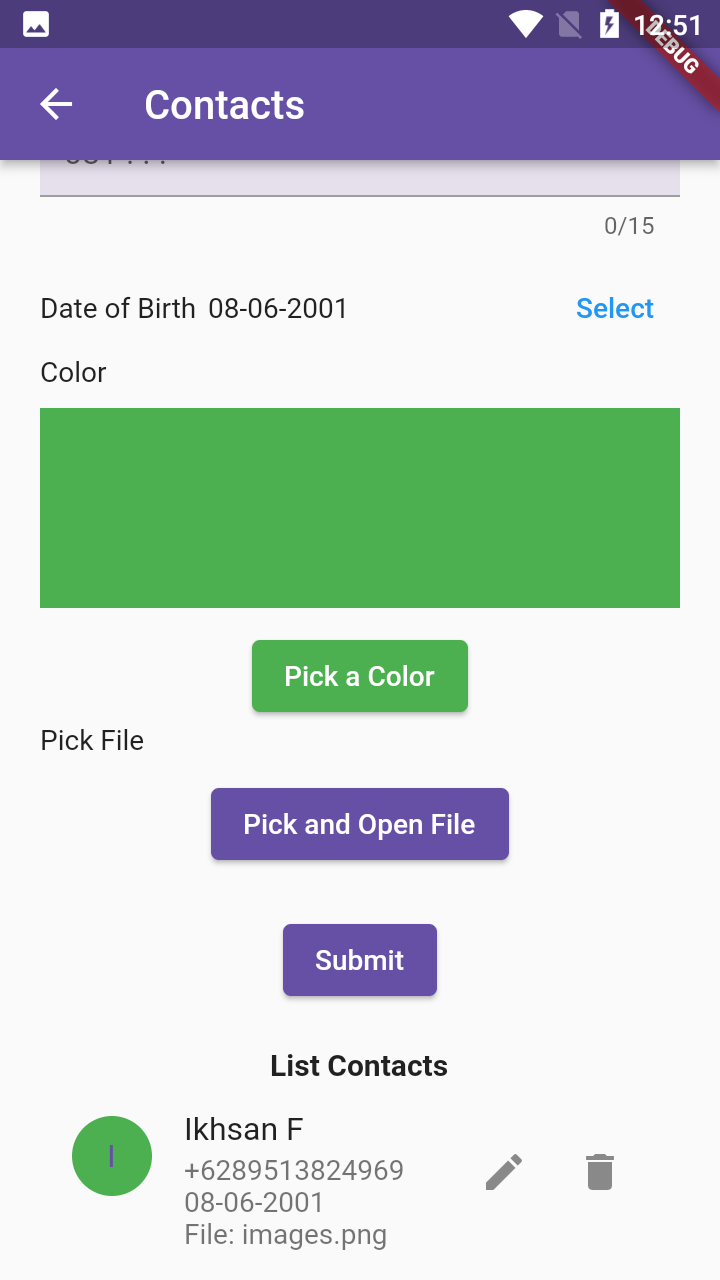 12:51
DEBUG
Contacts
0/15
Date of Birth 08-06-2001 Select
Color
Pick a Color
Pick File
Pick and Open File
Submit
List Contacts
I
Ikhsan F
+6289513824969
08-06-2001
File: images.png